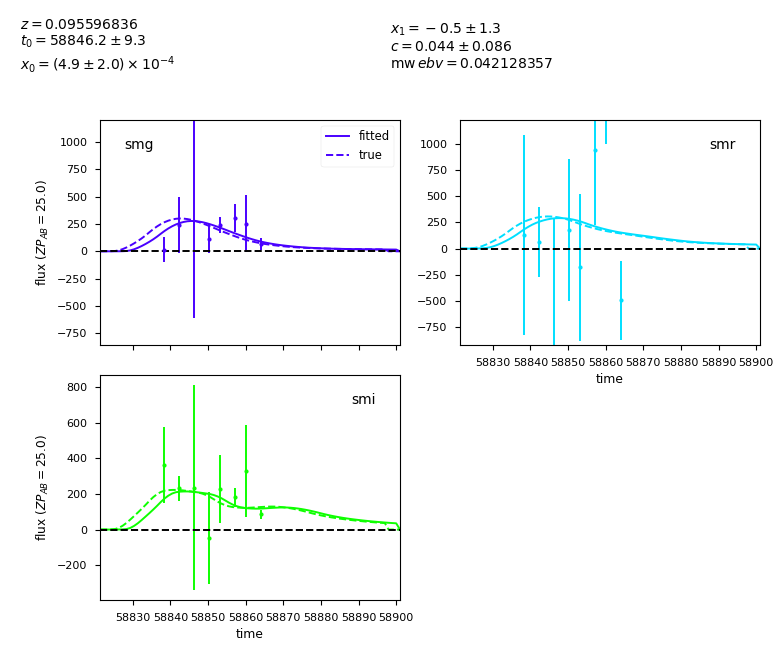 z = 0.095596836
t0 = 58846.2 ± 9.3
x0 = (4.9 ± 2.0) × 10^−4
x1 = −0.5 ± 1.3
c = 0.044 ± 0.086
mw ebv = 0.042128357
smg
fitted
true
1000
750
500
250
0
−250
−500
−750
flux (ZP_AB = 25.0)
smr
1000
750
500
250
0
−250
−500
−750
58830 58840 58850 58860 58870 58880 58890 58900
time
smi
800
600
400
200
0
−200
flux (ZP_AB = 25.0)
58830 58840 58850 58860 58870 58880 58890 58900
time